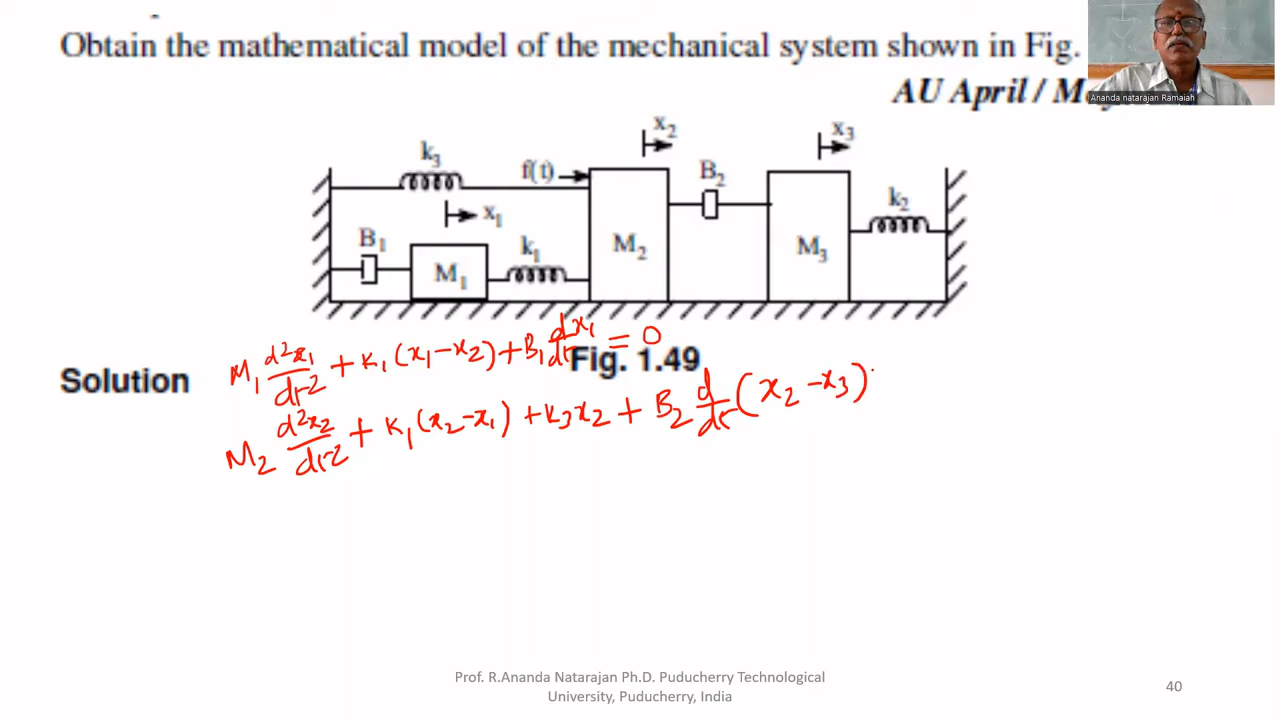 Obtain the mathematical model of the mechanical system shown in Fig.
AU April / M
Ananda natarajan Ramaiah
x₂
x₃
k₃
f(t)
B₂
k₂
x₁
B₁
M₁
k₁
M₂
M₃
M₁ d²x₁/dt² + K₁(x₁-x₂) + B₁ dx₁/dt = 0
Fig. 1.49
Solution
M₂ d²x₂/dt² + K₁(x₂-x₁) + K₃x₂ + B₂ d/dt (x₂-x₃)
Prof. R.Ananda Natarajan Ph.D. Puducherry Technological
University, Puducherry, India
40